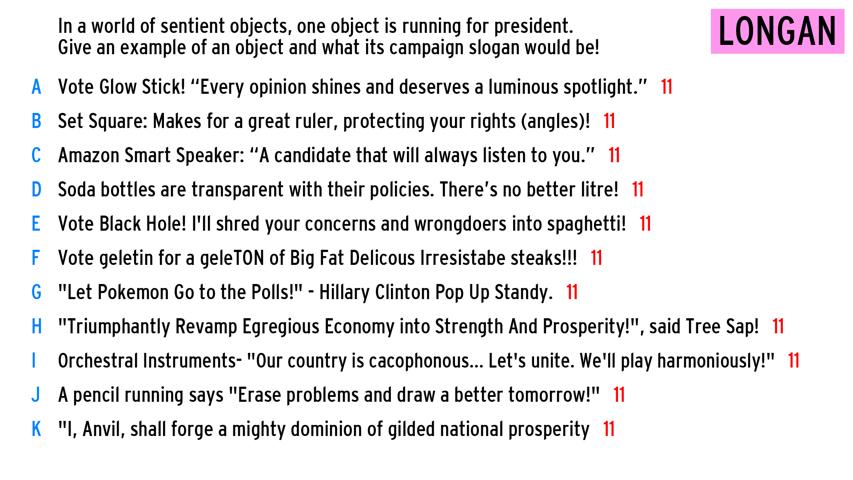 In a world of sentient objects, one object is running for president.
Give an example of an object and what its campaign slogan would be!
LONGAN
A Vote Glow Stick! “Every opinion shines and deserves a luminous spotlight.” 11
B Set Square: Makes for a great ruler, protecting your rights (angles)! 11
C Amazon Smart Speaker: “A candidate that will always listen to you.” 11
D Soda bottles are transparent with their policies. There’s no better litre! 11
E Vote Black Hole! I'll shred your concerns and wrongdoers into spaghetti! 11
F Vote geletin for a geleTON of Big Fat Delicous Irresistabe steaks!!! 11
G "Let Pokemon Go to the Polls!" - Hillary Clinton Pop Up Standy. 11
H "Triumphantly Revamp Egregious Economy into Strength And Prosperity!", said Tree Sap! 11
I Orchestral Instruments- "Our country is cacophonous... Let's unite. We'll play harmoniously!" 11
J A pencil running says "Erase problems and draw a better tomorrow!" 11
K "I, Anvil, shall forge a mighty dominion of gilded national prosperity 11